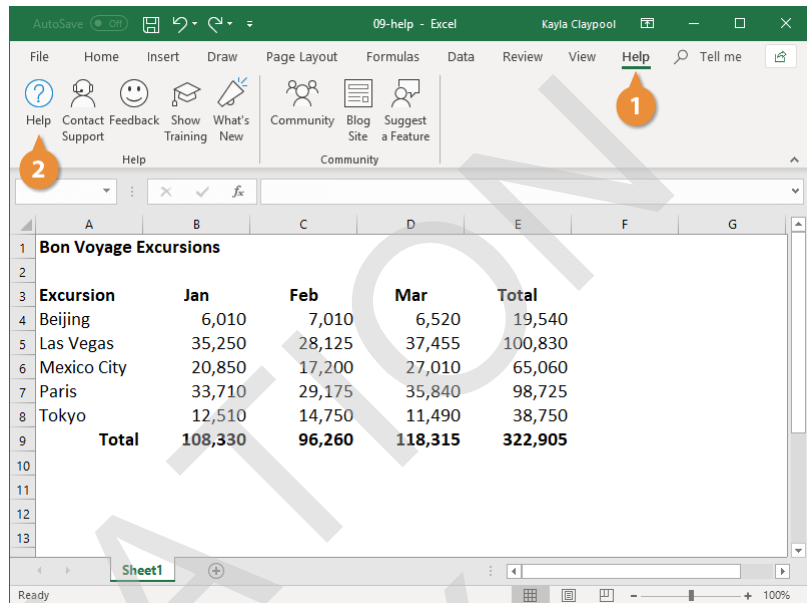 AutoSave Off 09-help - Excel Kayla Claypool
File Home Insert Draw Page Layout Formulas Data Review View Help Tell me
1
Help Contact Support Feedback Show Training What's New Community Blog Site Suggest a Feature
2
Help Community
fx
A B C D E F G
1 Bon Voyage Excursions
2
3 Excursion Jan Feb Mar Total
4 Beijing 6,010 7,010 6,520 19,540
5 Las Vegas 35,250 28,125 37,455 100,830
6 Mexico City 20,850 17,200 27,010 65,060
7 Paris 33,710 29,175 35,840 98,725
8 Tokyo 12,510 14,750 11,490 38,750
9 Total 108,330 96,260 118,315 322,905
10
11
12
13
Sheet1
Ready 100%
ATION